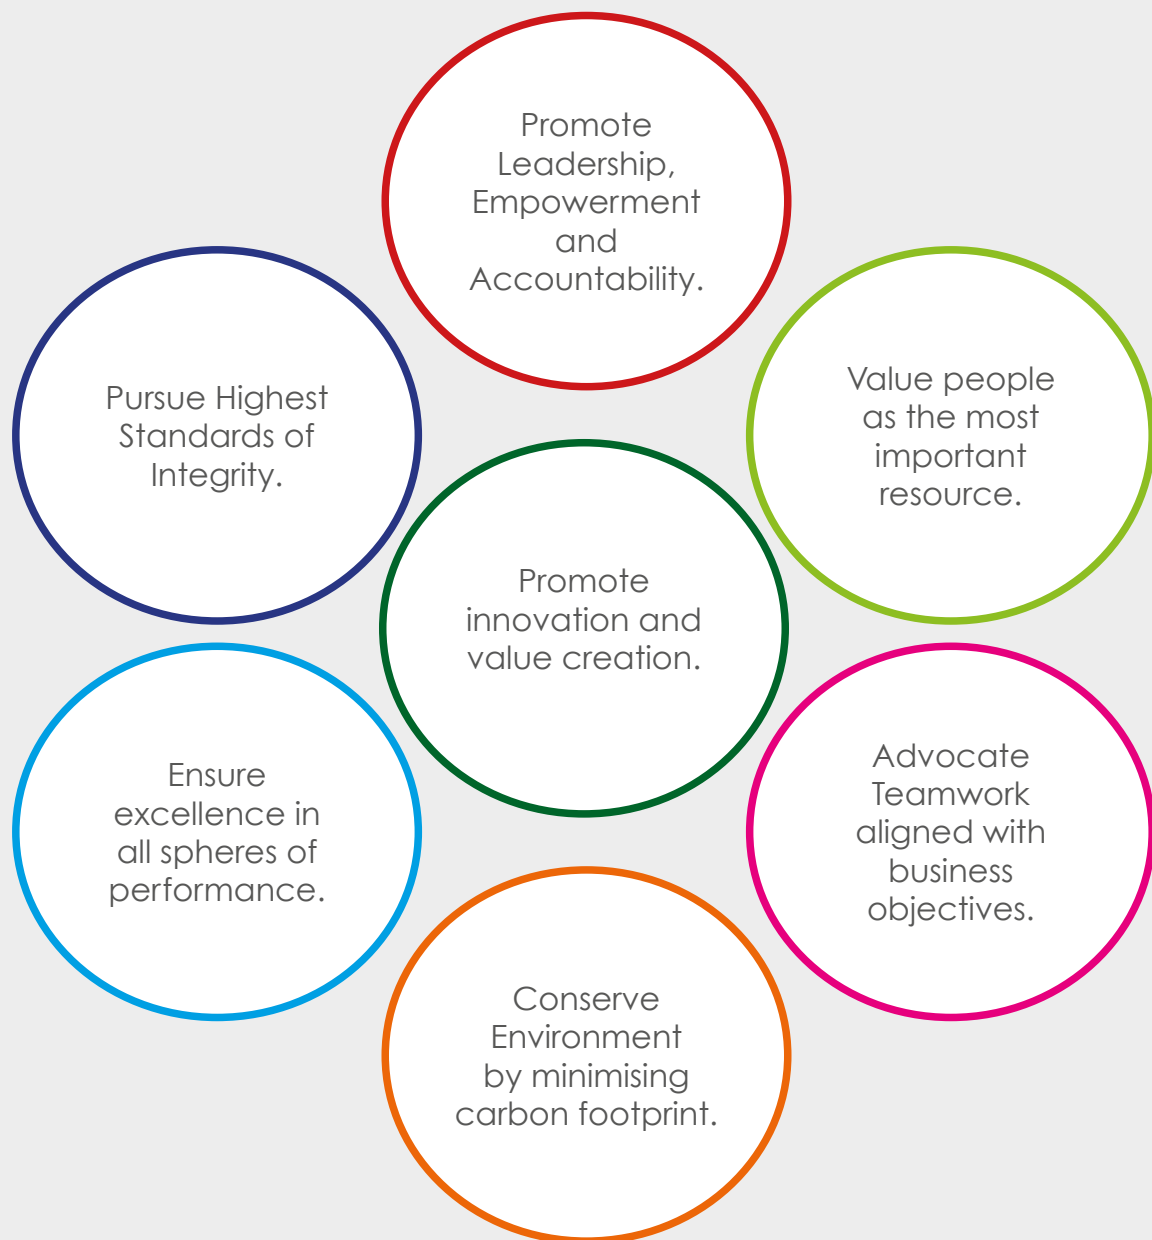 Promote
Leadership,
Empowerment
and
Accountability.
Pursue Highest
Standards of
Integrity.
Value people
as the most
important
resource.
Promote
innovation and
value creation.
Ensure
excellence in
all spheres of
performance.
Advocate
Teamwork
aligned with
business
objectives.
Conserve
Environment
by minimising
carbon footprint.